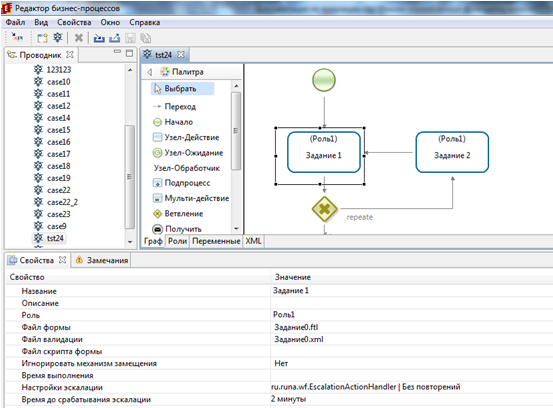 Редактор бизнес-процессов
Файл Вид Свойства Окно Справка
Проводник
123123
case10
case11
case12
case14
case15
case16
case17
case18
case19
case22
case22_2
case23
case9
tst24
tst24
Палитра
Выбрать
Переход
Начало
Узел-Действие
Узел-Ожидание
Узел-Обработчик
Подпроцесс
Мульти-действие
Ветвление
Получить
(Роль1)
Задание 1
(Роль1)
Задание 2
repeate
Граф Роли Переменные XML
Свойства Замечания
Свойство Значение
Название Задание 1
Описание
Роль Роль1
Файл формы Задание0.ftl
Файл валидации Задание0.xml
Файл скрипта формы
Игнорировать механизм замещения Нет
Время выполнения
Настройки эскалации ru.runa.wf.EscalationActionHandler | Без повторений
Время до срабатывания эскалации 2 минуты